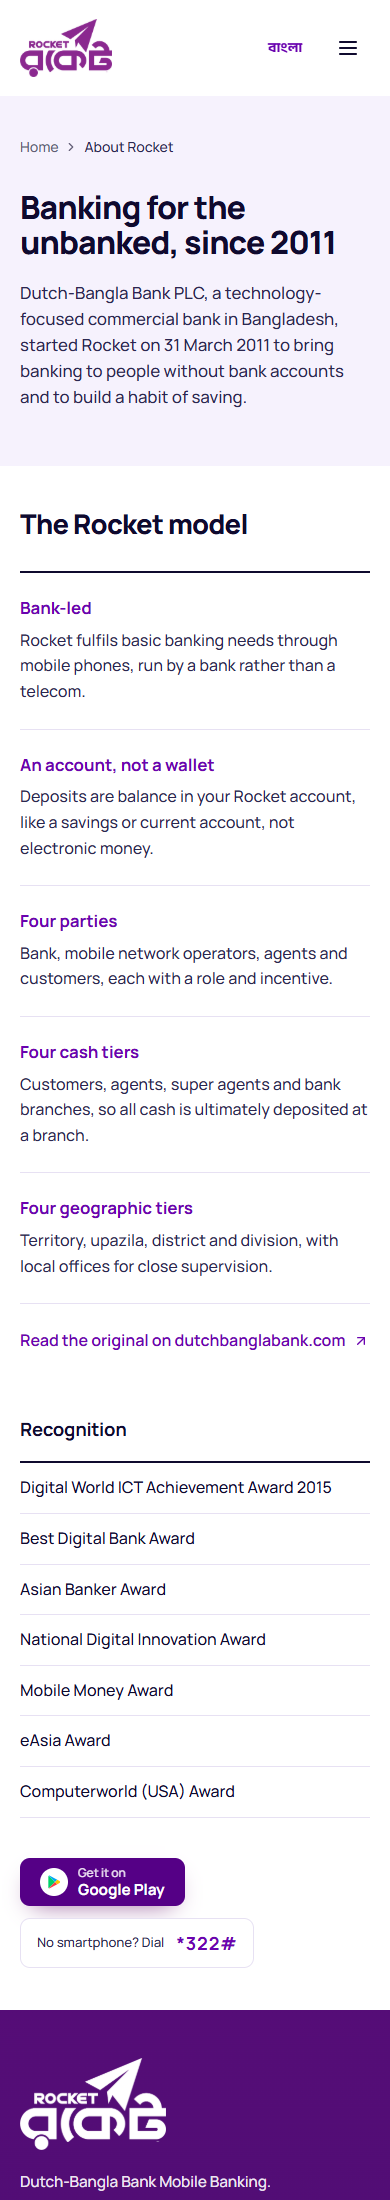 ROCKET
রকেট
বাংলা
Home > About Rocket
Banking for the
unbanked, since 2011
Dutch-Bangla Bank PLC, a technology-
focused commercial bank in Bangladesh,
started Rocket on 31 March 2011 to bring
banking to people without bank accounts
and to build a habit of saving.
The Rocket model
Bank-led
Rocket fulfils basic banking needs through
mobile phones, run by a bank rather than a
telecom.
An account, not a wallet
Deposits are balance in your Rocket account,
like a savings or current account, not
electronic money.
Four parties
Bank, mobile network operators, agents and
customers, each with a role and incentive.
Four cash tiers
Customers, agents, super agents and bank
branches, so all cash is ultimately deposited at
a branch.
Four geographic tiers
Territory, upazila, district and division, with
local offices for close supervision.
Read the original on dutchbanglabank.com
Recognition
Digital World ICT Achievement Award 2015
Best Digital Bank Award
Asian Banker Award
National Digital Innovation Award
Mobile Money Award
eAsia Award
Computerworld (USA) Award
Get it on
Google Play
No smartphone? Dial *322#
ROCKET
রকেট
Dutch-Bangla Bank Mobile Banking.